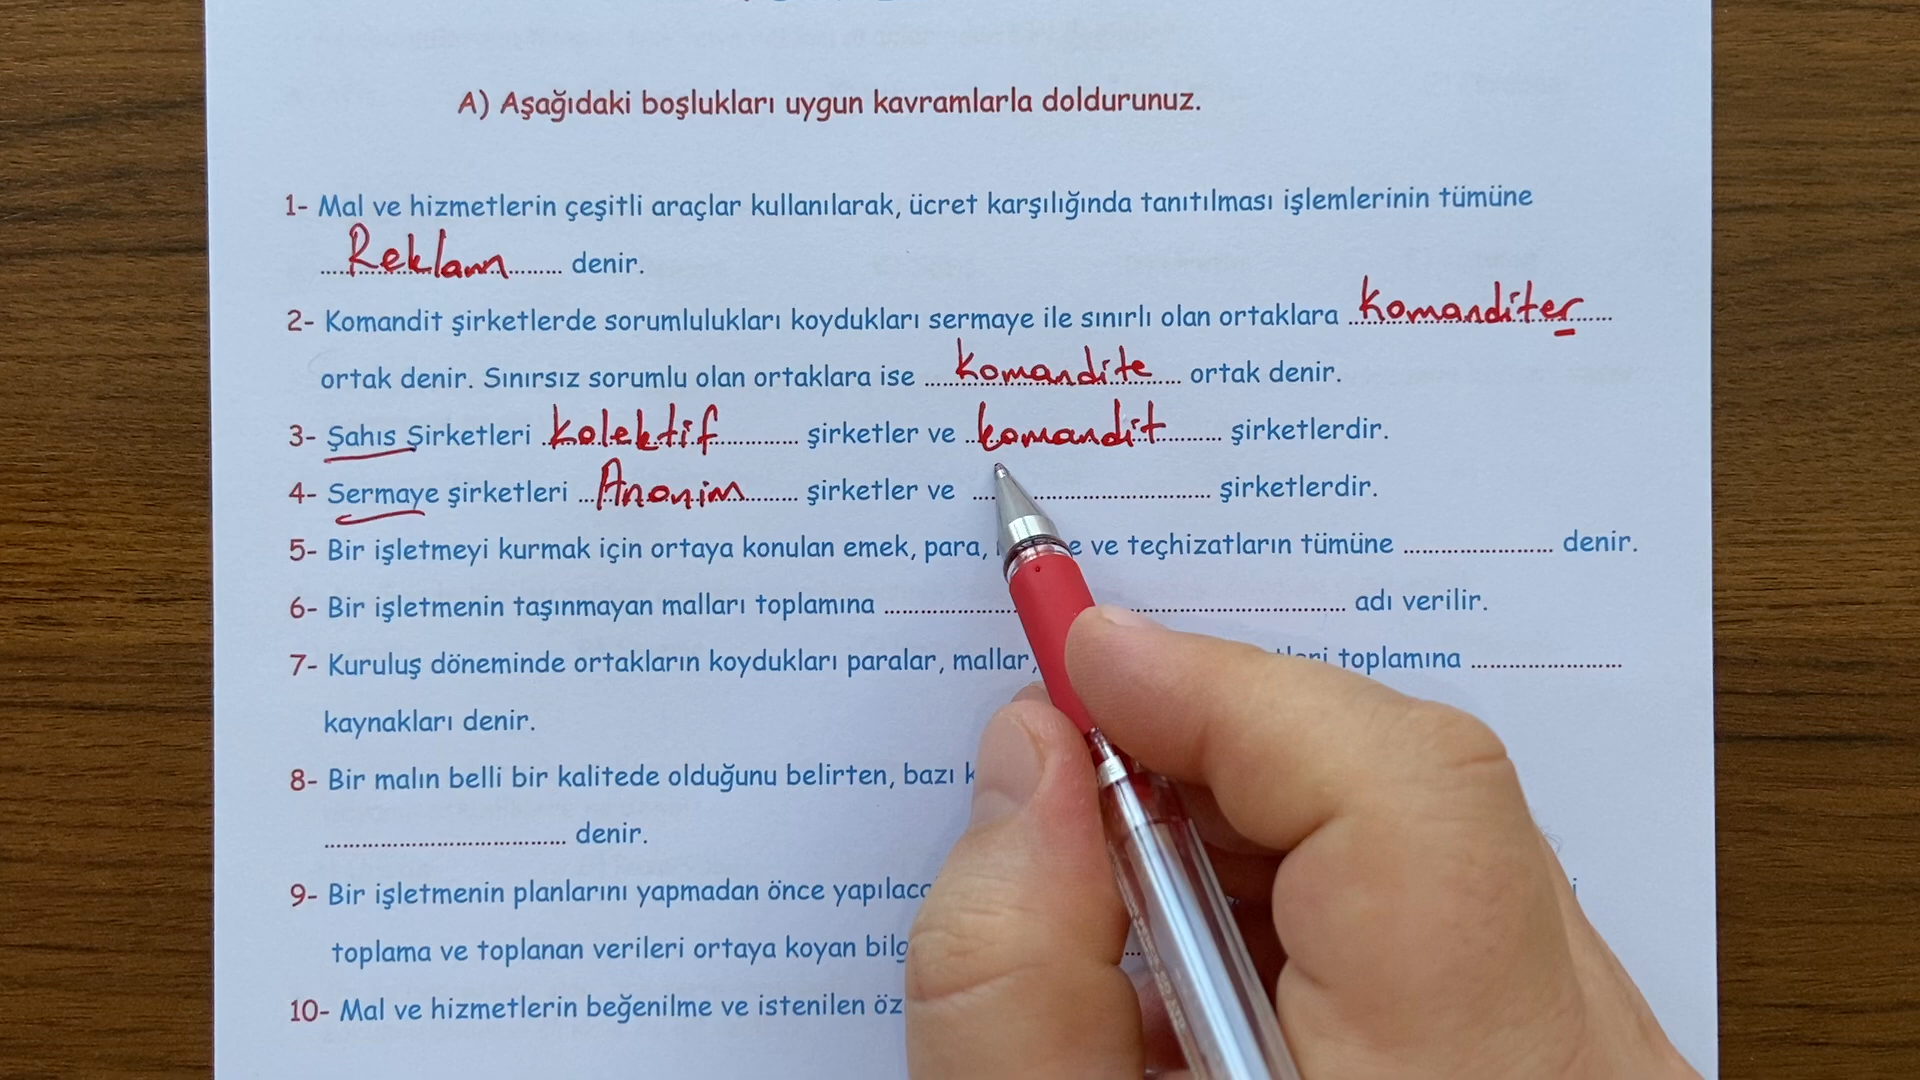 A) Aşağıdaki boşlukları uygun kavramlarla doldurunuz.
1- Mal ve hizmetlerin çeşitli araçlar kullanılarak, ücret karşılığında tanıtılması işlemlerinin tümüne
Reklam denir.
2- Komandit şirketlerde sorumlulukları koydukları sermaye ile sınırlı olan ortaklara komanditer
ortak denir. Sınırsız sorumlu olan ortaklara ise komandite ortak denir.
3- Şahıs Şirketleri kolektif şirketler ve komandit şirketlerdir.
4- Sermaye şirketleri Anonim şirketler ve ........ şirketlerdir.
5- Bir işletmeyi kurmak için ortaya konulan emek, para, ve teçhizatların tümüne ........ denir.
6- Bir işletmenin taşınmayan malları toplamına ........ adı verilir.
7- Kuruluş döneminde ortakların koydukları paralar, mallar, toplamına ........
kaynakları denir.
8- Bir malın belli bir kalitede olduğunu belirten, bazı
........ denir.
9- Bir işletmenin planlarını yapmadan önce
toplama ve toplanan verileri ortaya koyan
10- Mal ve hizmetlerin beğenilme ve istenilen